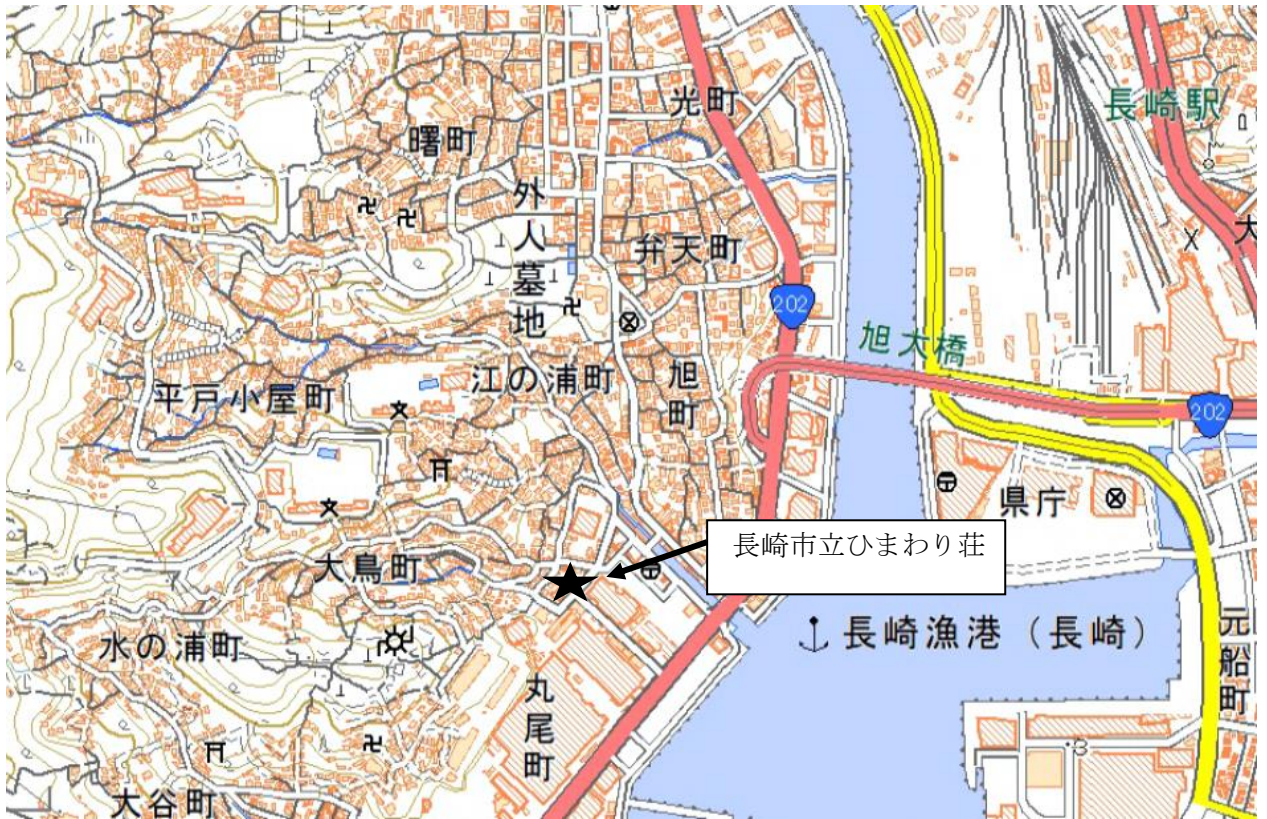 光町
長崎駅
曙町
外人墓地
弁天町
大
202
旭大橋
江の浦町
旭町
平戸小屋町
202
県庁
長崎市立ひまわり荘
大鳥町
長崎漁港（長崎）
元船町
水の浦町
丸尾町
大谷町